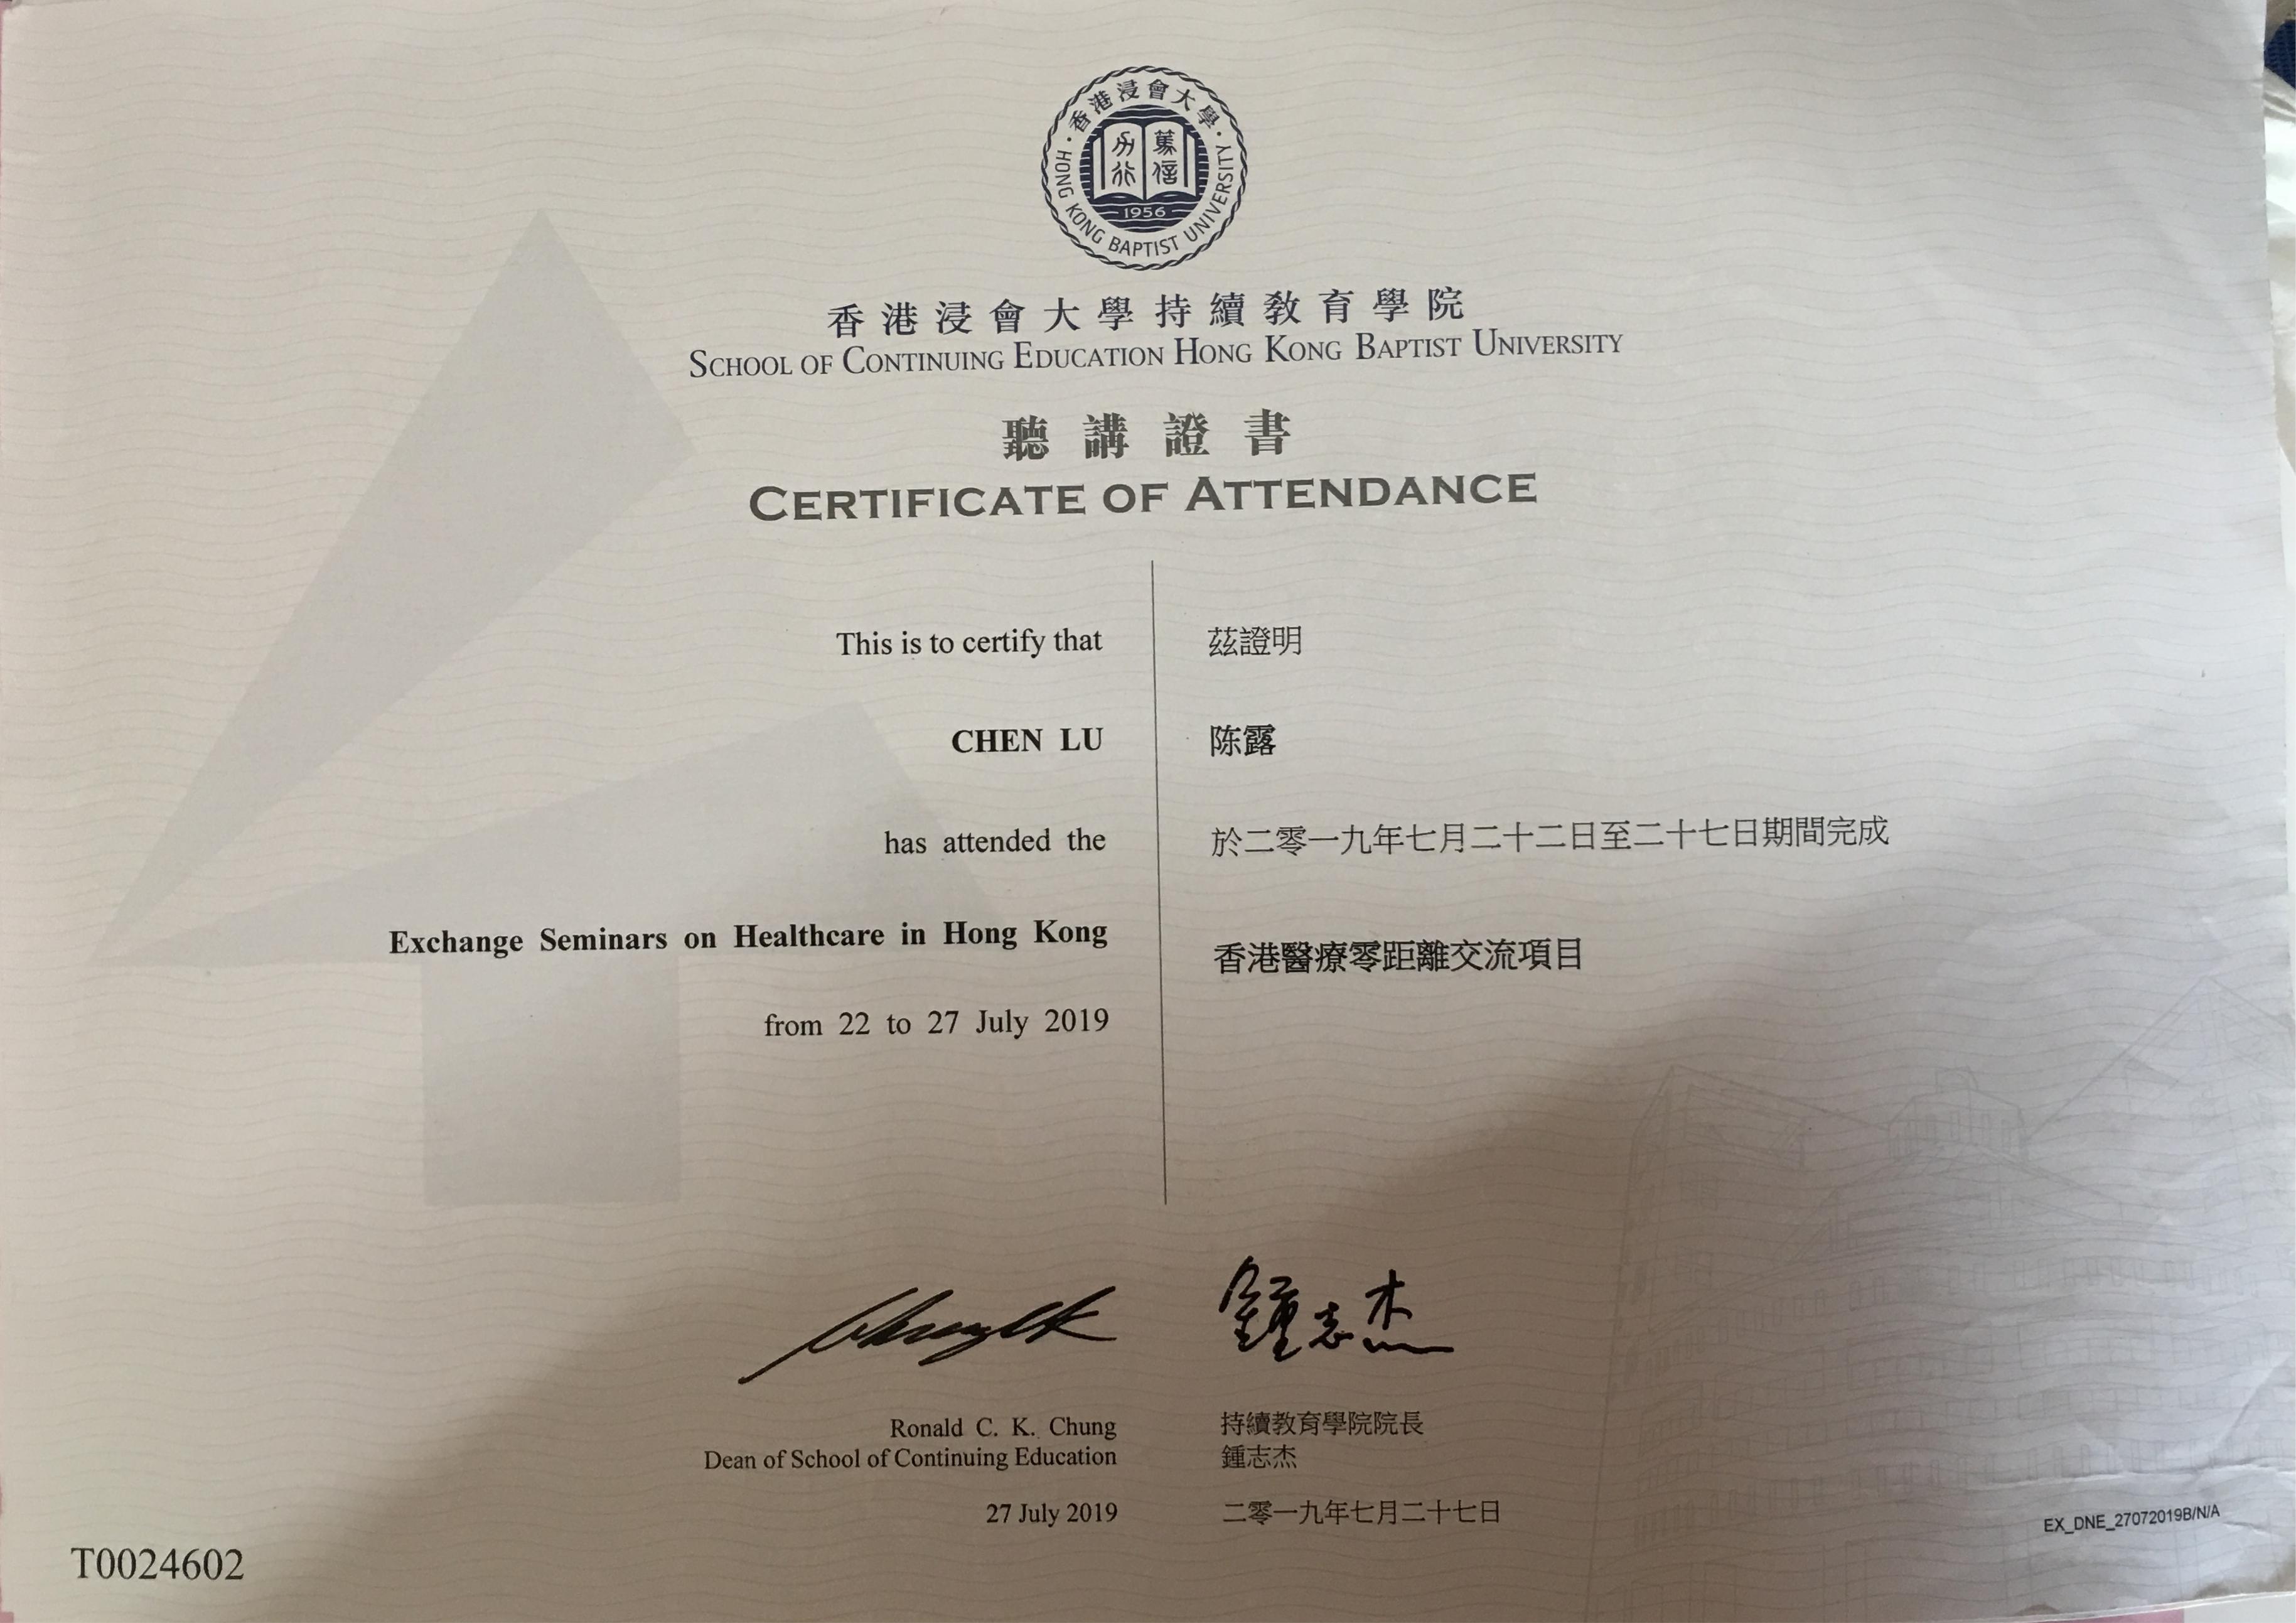 ·香港浸會大學·
HONG KONG BAPTIST UNIVERSITY
篤信
力行
1956
香港浸會大學持續教育學院
SCHOOL OF CONTINUING EDUCATION HONG KONG BAPTIST UNIVERSITY
聽講證書
CERTIFICATE OF ATTENDANCE
This is to certify that
CHEN LU
has attended the
Exchange Seminars on Healthcare in Hong Kong
from 22 to 27 July 2019
茲證明
陈露
於二零一九年七月二十二日至二十七日期間完成
香港醫療零距離交流項目
鍾志杰
Ronald C. K. Chung
Dean of School of Continuing Education
27 July 2019
持續教育學院院長
鍾志杰
二零一九年七月二十七日
T0024602
EX_DNE_27072019B/N/A